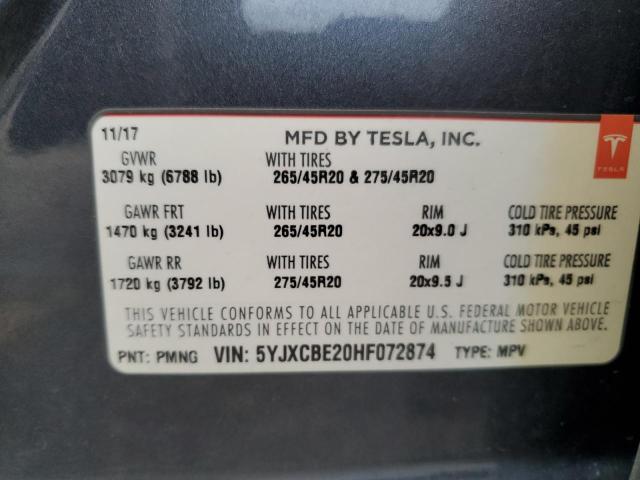 11/17 MFD BY TESLA, INC.
TESLA
GVWR WITH TIRES
3079 kg (6788 lb) 265/45R20 & 275/45R20
GAWR FRT WITH TIRES RIM COLD TIRE PRESSURE
1470 kg (3241 lb) 265/45R20 20x9.0 J 310 kPa, 45 psi
GAWR RR WITH TIRES RIM COLD TIRE PRESSURE
1720 kg (3792 lb) 275/45R20 20x9.5 J 310 kPa, 45 psi
THIS VEHICLE CONFORMS TO ALL APPLICABLE U.S. FEDERAL MOTOR VEHICLE
SAFETY STANDARDS IN EFFECT ON THE DATE OF MANUFACTURE SHOWN ABOVE.
PNT: PMNG VIN: 5YJXCBE20HF072874 TYPE: MPV